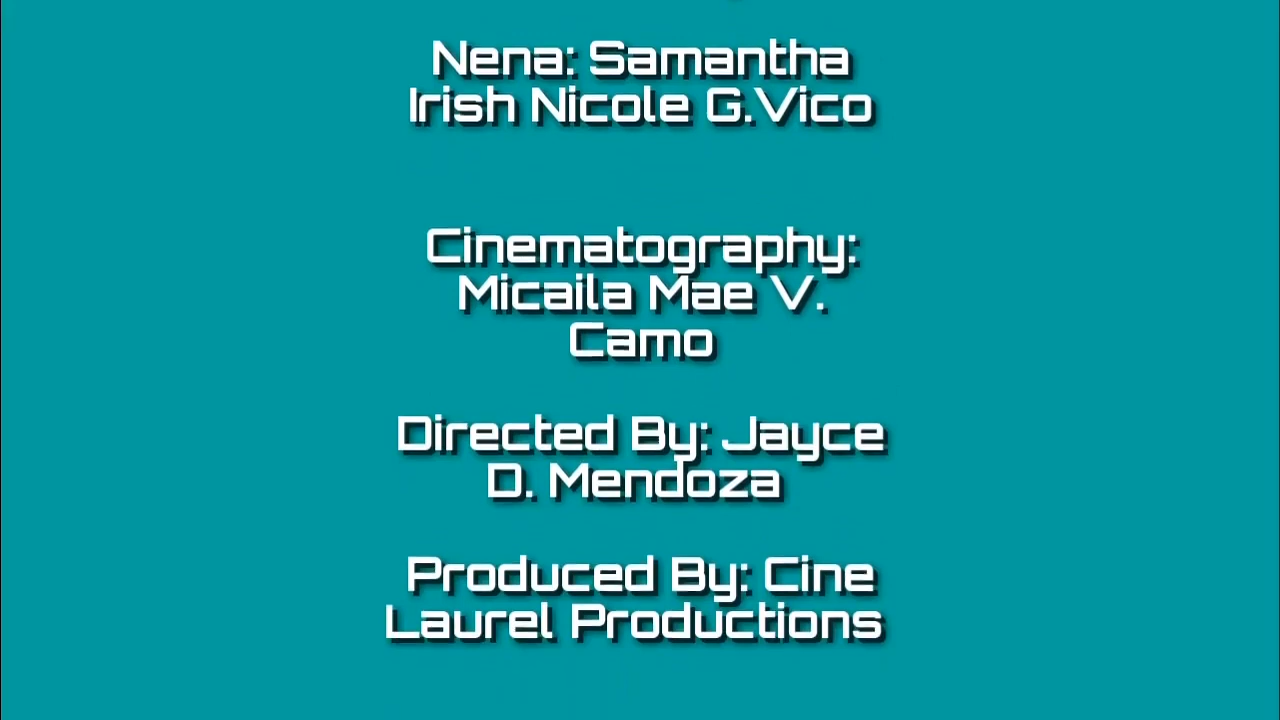 Nena: Samantha
Irish Nicole G.Vico
Cinematography:
Micaila Mae V.
Camo
Directed By: Jayce
D. Mendoza
Produced By: Cine
Laurel Productions